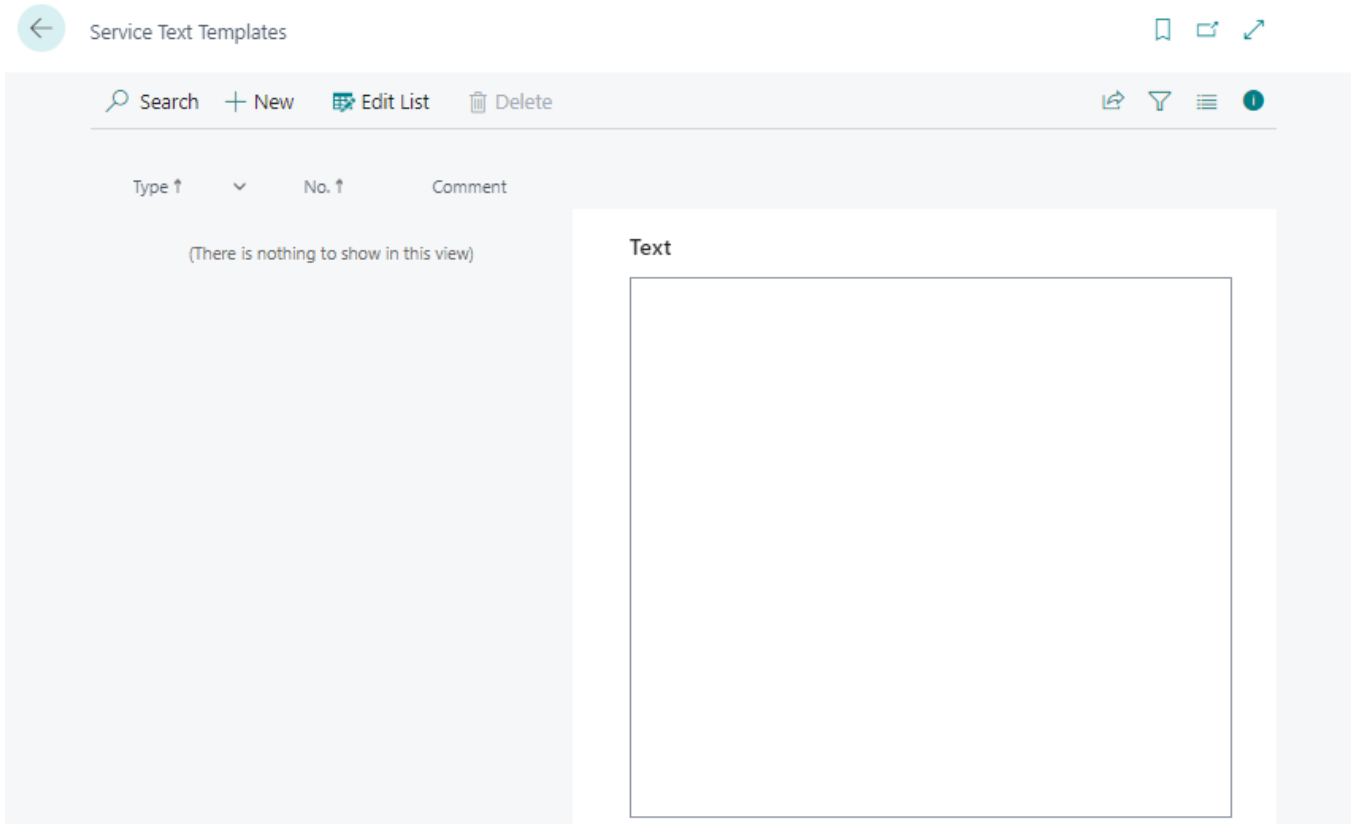 Service Text Templates
Search New Edit List Delete
Type ↑ No. ↑ Comment
(There is nothing to show in this view)
Text